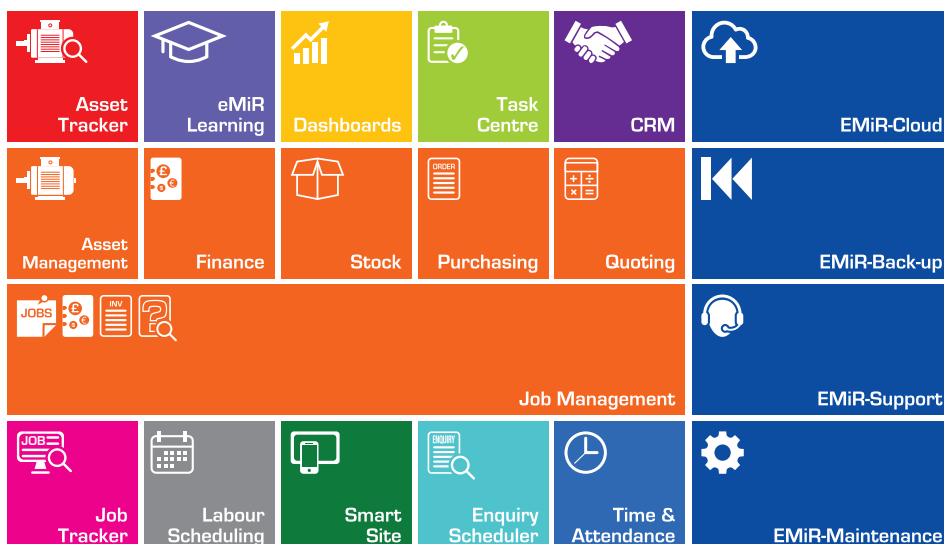 Asset
Tracker
eMiR
Learning
Dashboards
Task
Centre
CRM
EMiR-Cloud
Asset
Management
Finance
Stock
ORDER
Purchasing
Quoting
EMiR-Back-up
JOBS
INV
Job Management
EMiR-Support
JOB
Job
Tracker
Labour
Scheduling
Smart
Site
ENQUIRY
Enquiry
Scheduler
Time &
Attendance
EMiR-Maintenance